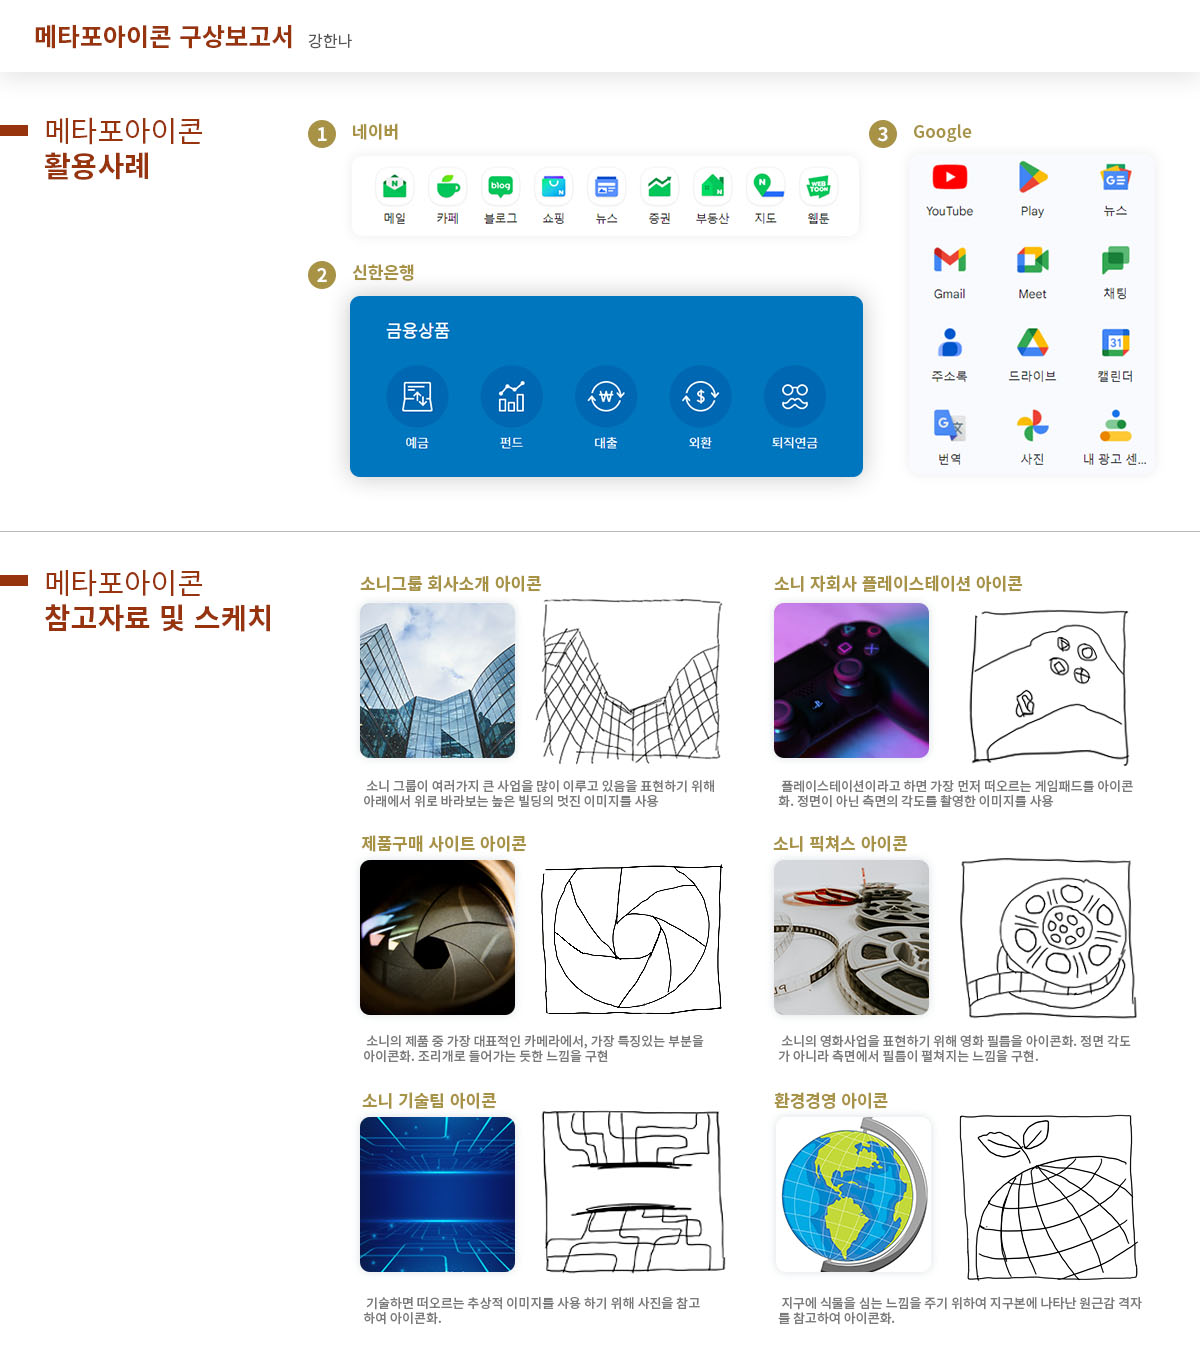 메타포아이콘 구상보고서 강한나
메타포아이콘
활용사례
1 네이버
메일 카페 blog 블로그 쇼핑 뉴스 증권 부동산 지도 WEB TOON 웹툰
2 신한은행
금융상품
예금 펀드 대출 외환 퇴직연금
3 Google
YouTube Play 뉴스
Gmail Meet 채팅
31
주소록 드라이브 캘린더
번역 사진 내 광고 센...
메타포아이콘
참고자료 및 스케치
소니그룹 회사소개 아이콘
소니 그룹이 여러가지 큰 사업을 많이 이루고 있음을 표현하기 위해
아래에서 위로 바라보는 높은 빌딩의 멋진 이미지를 사용
소니 자회사 플레이스테이션 아이콘
플레이스테이션이라고 하면 가장 먼저 떠오르는 게임패드를 아이콘
화. 정면이 아닌 측면의 각도를 촬영한 이미지를 사용
제품구매 사이트 아이콘
소니의 제품 중 가장 대표적인 카메라에서, 가장 특징있는 부분을
아이콘화. 조리개로 들어가는 듯한 느낌을 구현
소니 픽쳐스 아이콘
소니의 영화사업을 표현하기 위해 영화 필름을 아이콘화. 정면 각도
가 아니라 측면에서 필름이 펼쳐지는 느낌을 구현.
소니 기술팀 아이콘
기술하면 떠오르는 추상적 이미지를 사용 하기 위해 사진을 참고
하여 아이콘화.
환경경영 아이콘
지구에 식물을 심는 느낌을 주기 위하여 지구본에 나타난 원근감 격자
를 참고하여 아이콘화.